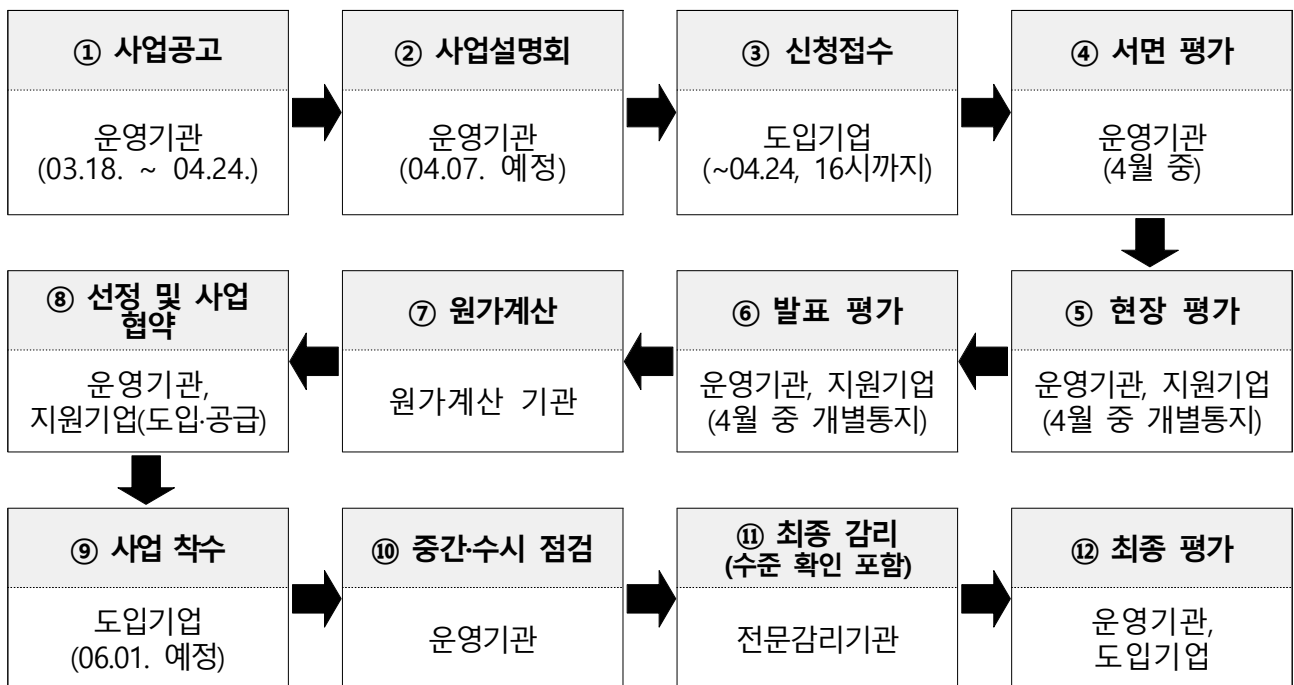 ① 사업공고
운영기관
(03.18. ~ 04.24.)
② 사업설명회
운영기관
(04.07. 예정)
③ 신청접수
도입기업
(~04.24, 16시까지)
④ 서면 평가
운영기관
(4월 중)
⑤ 현장 평가
운영기관, 지원기업
(4월 중 개별통지)
⑥ 발표 평가
운영기관, 지원기업
(4월 중 개별통지)
⑦ 원가계산
원가계산 기관
⑧ 선정 및 사업
협약
운영기관,
지원기업(도입·공급)
⑨ 사업 착수
도입기업
(06.01. 예정)
⑩ 중간·수시 점검
운영기관
⑪ 최종 감리
(수준 확인 포함)
전문감리기관
⑫ 최종 평가
운영기관,
도입기업